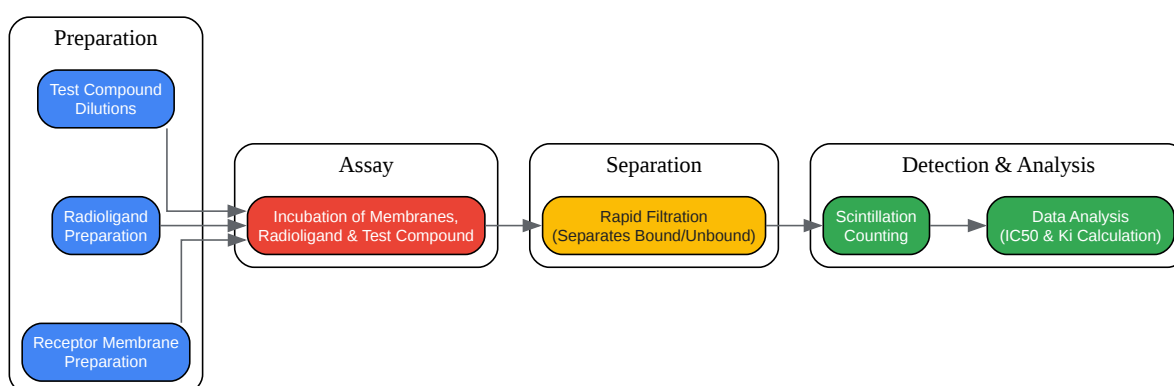 Preparation
Test Compound
Dilutions
Radioligand
Preparation
Receptor Membrane
Preparation
Assay
Incubation of Membranes,
Radioligand & Test Compound
Separation
Rapid Filtration
(Separates Bound/Unbound)
Detection & Analysis
Scintillation
Counting
Data Analysis
(IC50 & Ki Calculation)